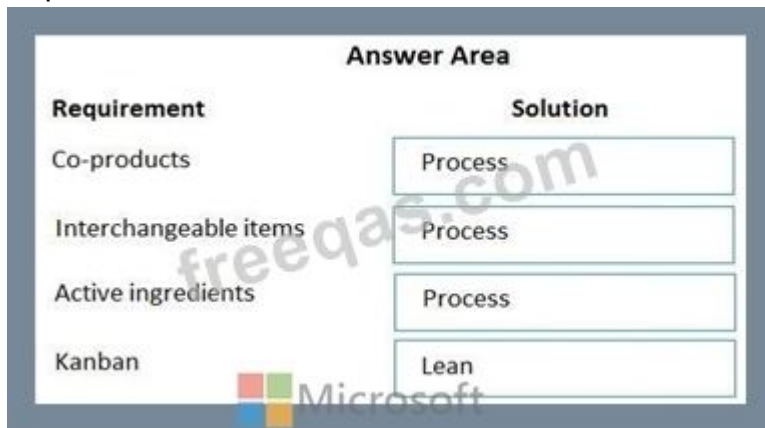 Answer Area
Requirement Solution
Co-products Process
Interchangeable items Process
Active ingredients Process
Kanban Lean
freeqas.com
Microsoft